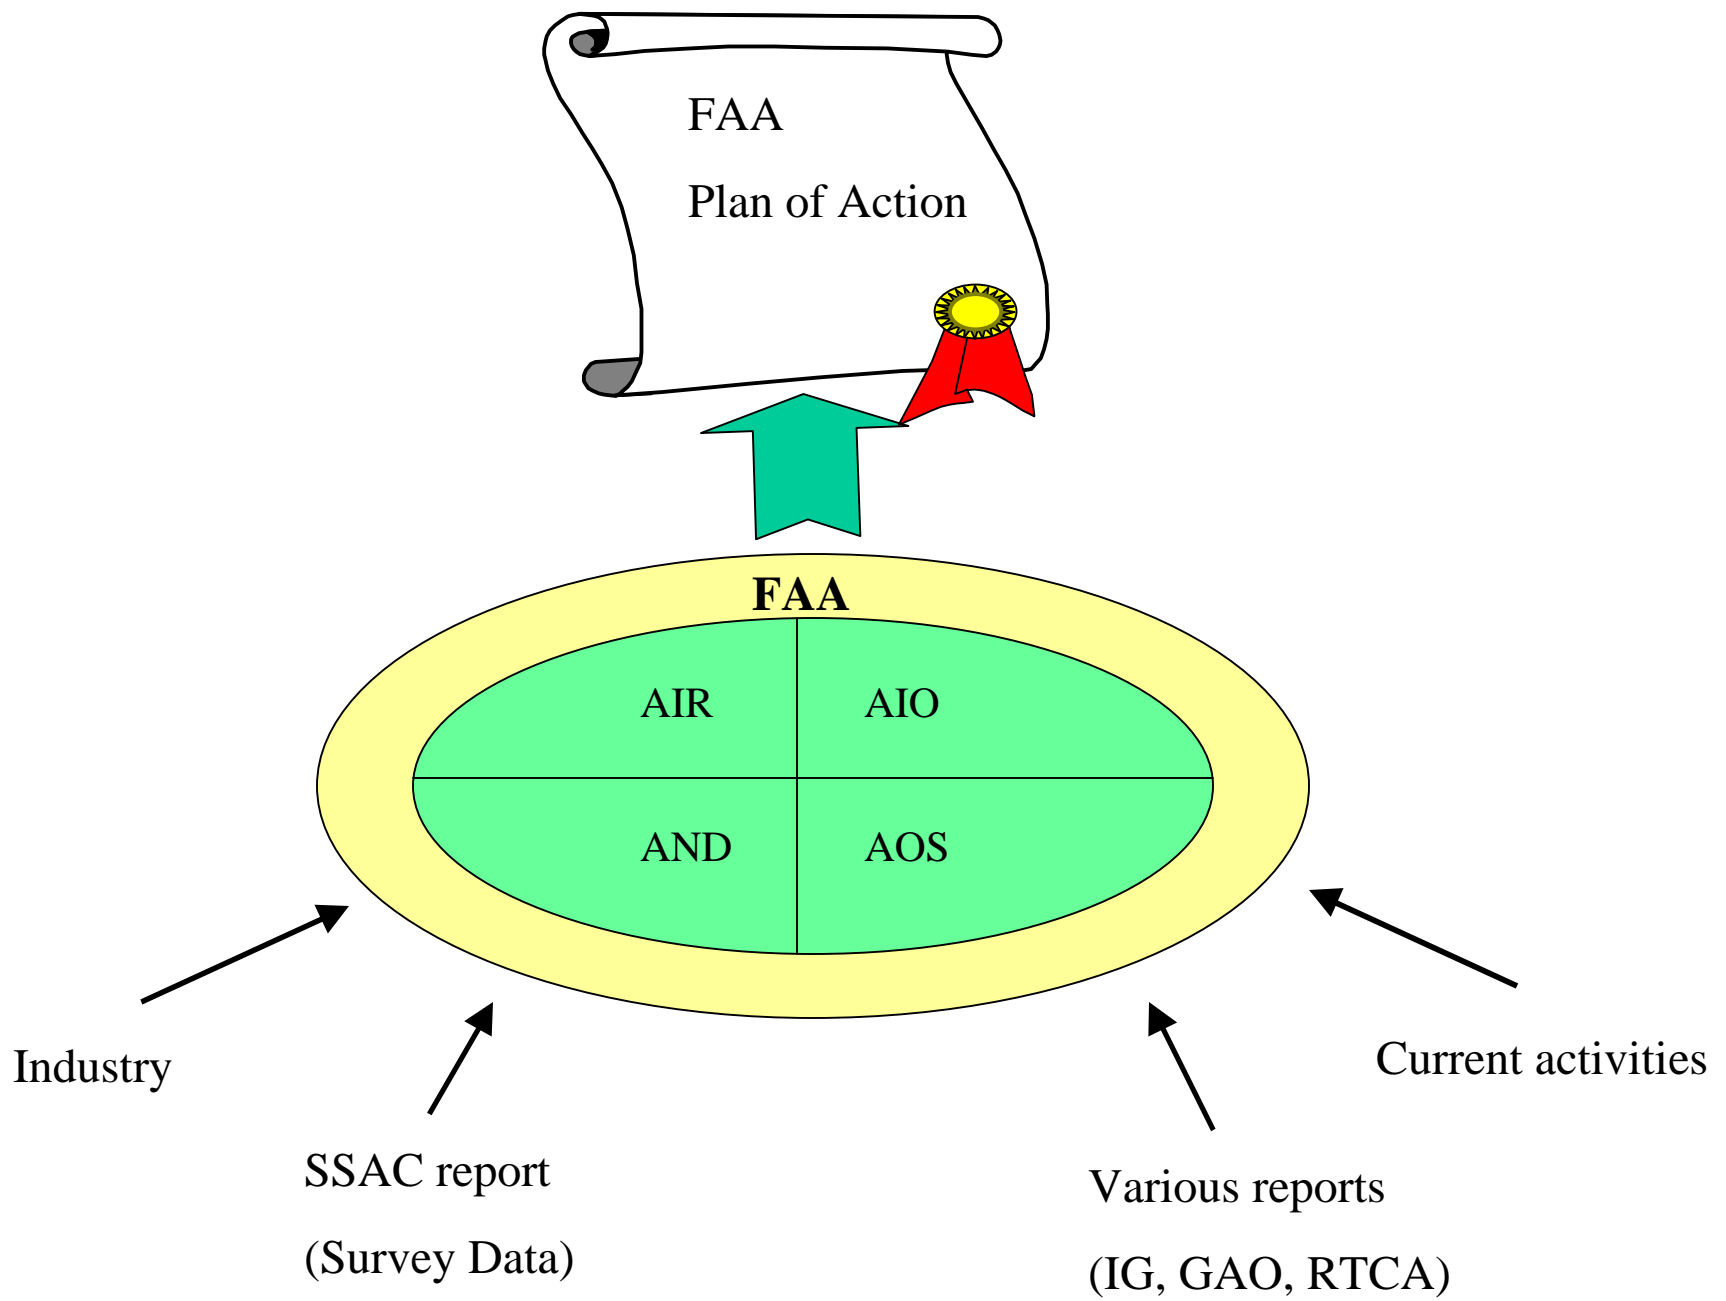 FAA
Plan of Action
FAA
AIR
AIO
AND
AOS
Industry
Current activities
SSAC report
(Survey Data)
Various reports
(IG, GAO, RTCA)